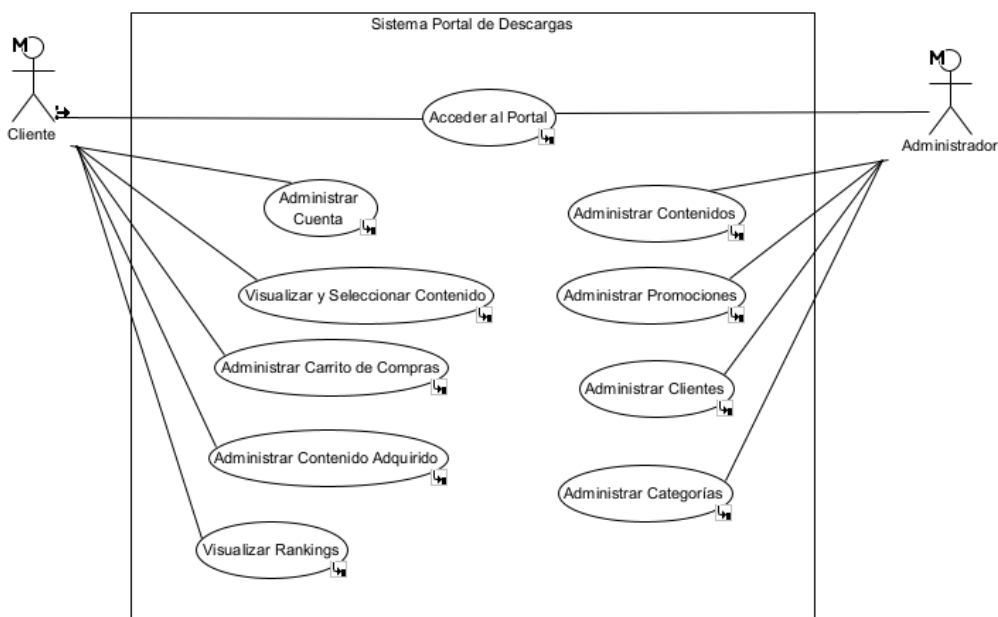 Sistema Portal de Descargas
M
M
Cliente
Acceder al Portal
Administrador
Administrar
Cuenta
Administrar Contenidos
Visualizar y Seleccionar Contenido
Administrar Promociones
Administrar Carrito de Compras
Administrar Clientes
Administrar Contenido Adquirido
Administrar Categorías
Visualizar Rankings